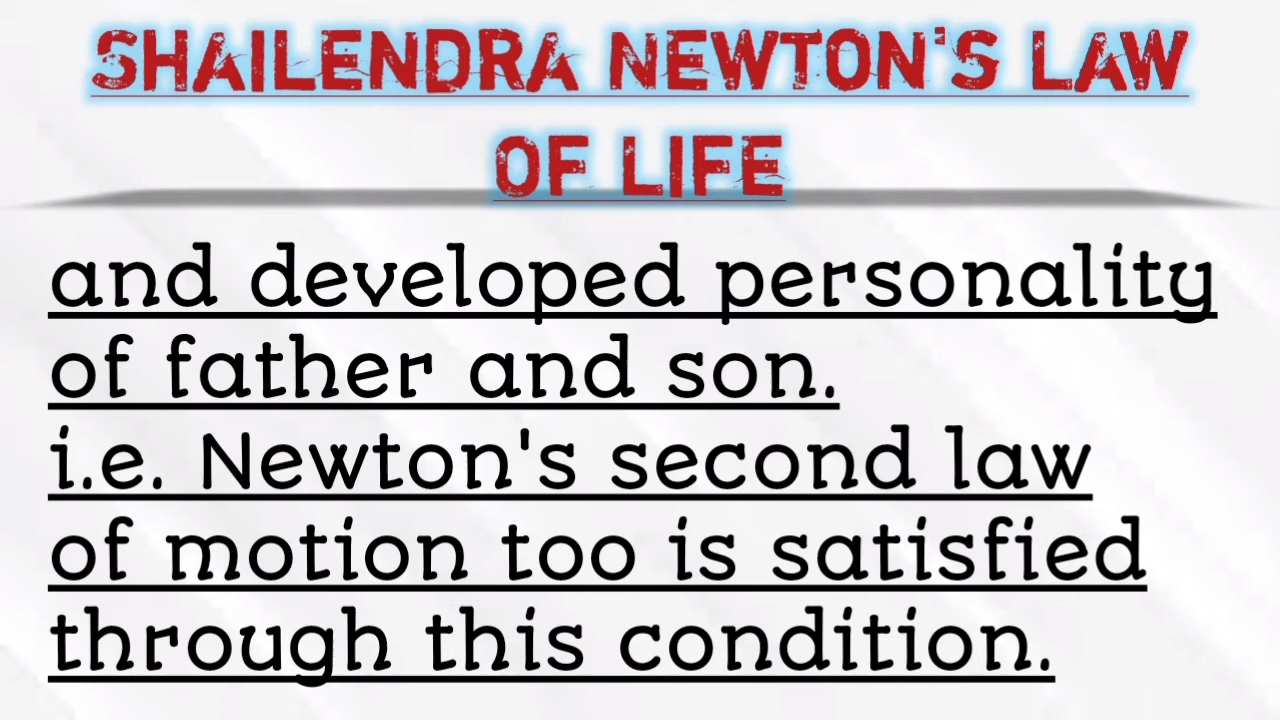 SHAILENDRA NEWTON'S LAW
OF LIFE
and developed personality
of father and son.
i.e. Newton's second law
of motion too is satisfied
through this condition.